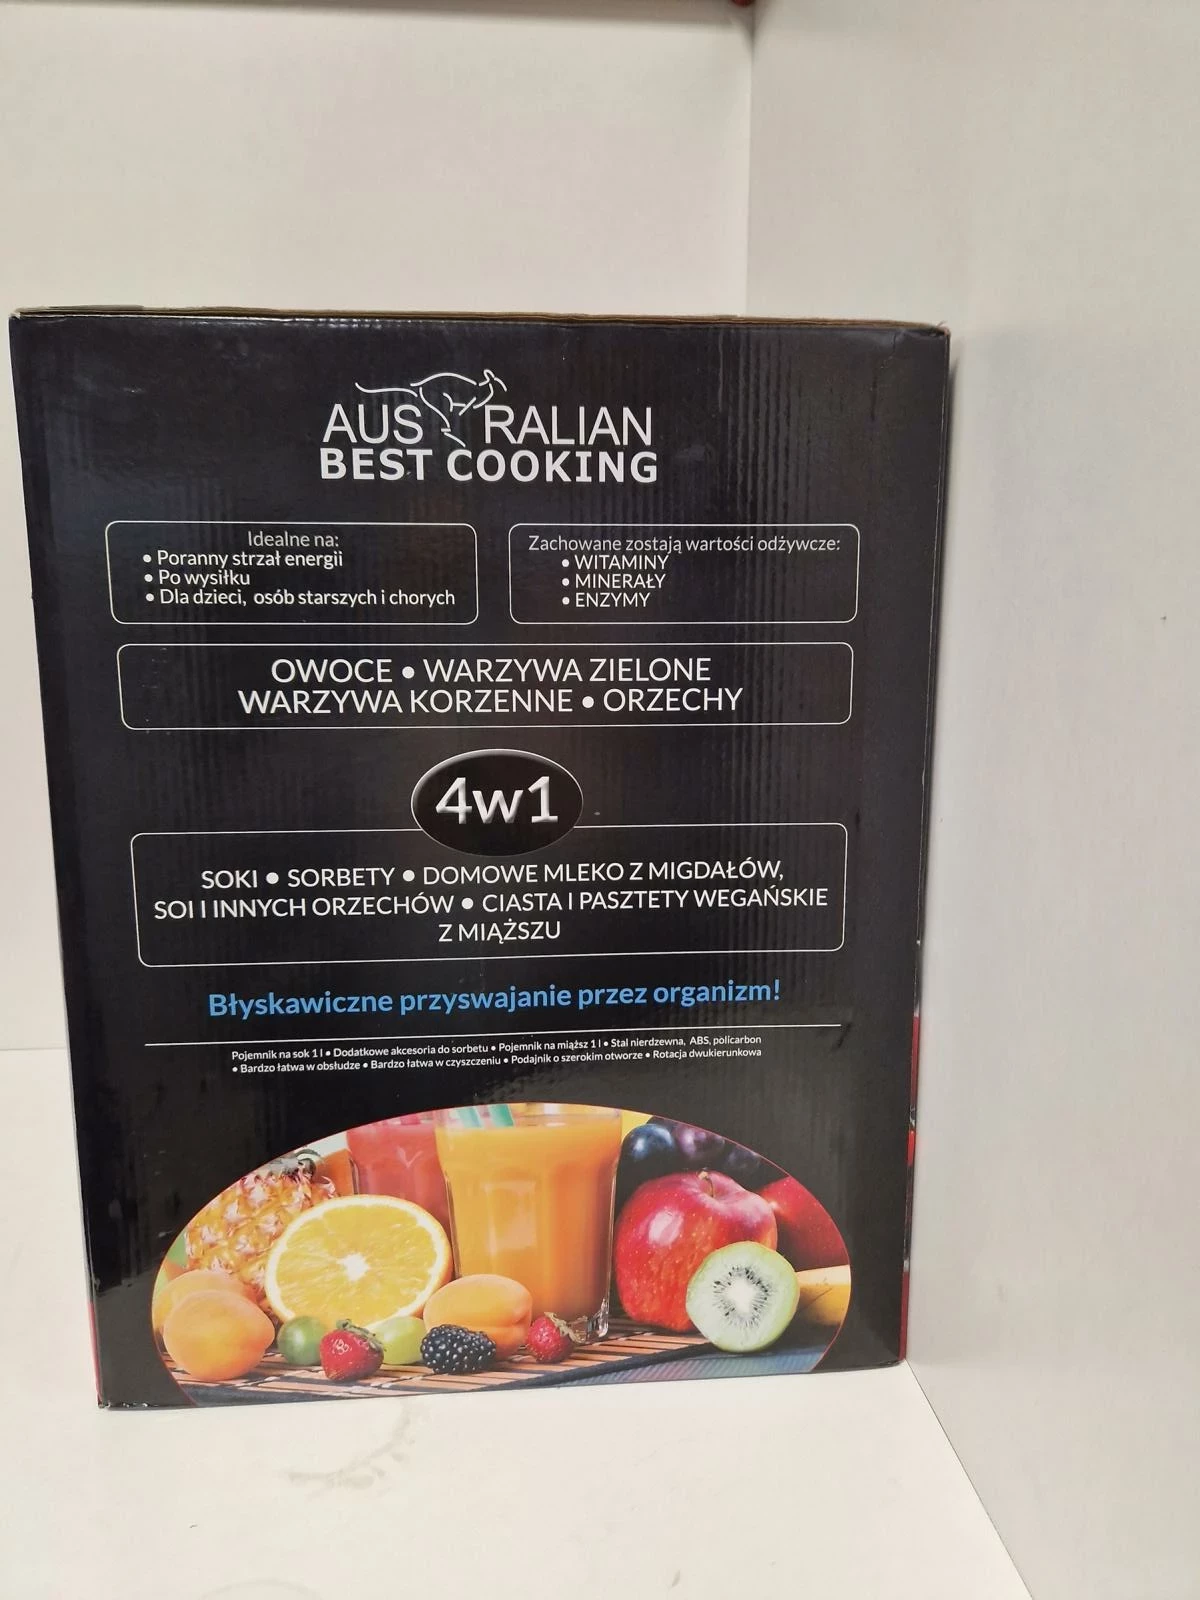 AUSTRALIAN
BEST COOKING
Idealne na:
• Poranny strzał energii
• Po wysiłku
• Dla dzieci, osób starszych i chorych
Zachowane zostają wartości odżywcze:
• WITAMINY
• MINERAŁY
• ENZYMY
OWOCE • WARZYWA ZIELONE
WARZYWA KORZENNE • ORZECHY
4w1
SOKI • SORBETY • DOMOWE MLEKO Z MIGDAŁÓW,
SOI I INNYCH ORZECHÓW • CIASTA I PASZTETY WEGAŃSKIE
Z MIĄŻSZU
Błyskawiczne przyswajanie przez organizm!
Pojemnik na sok 1 l • Dodatkowe akcesoria do sorbetu • Pojemnik na miąższ 1 l • Stal nierdzewna, ABS, policarbon
• Bardzo łatwa w obsłudze • Bardzo łatwa w czyszczeniu • Podajnik o szerokim otworze • Rotacja dwukierunkowa